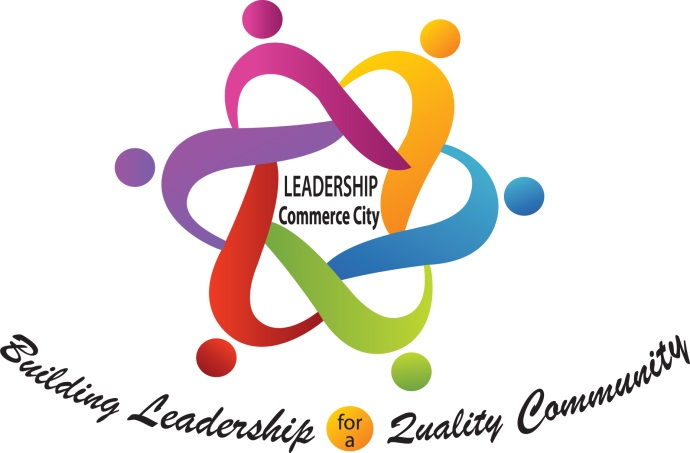 LEADERSHIP
Commerce City
Building Leadership for a Quality Community